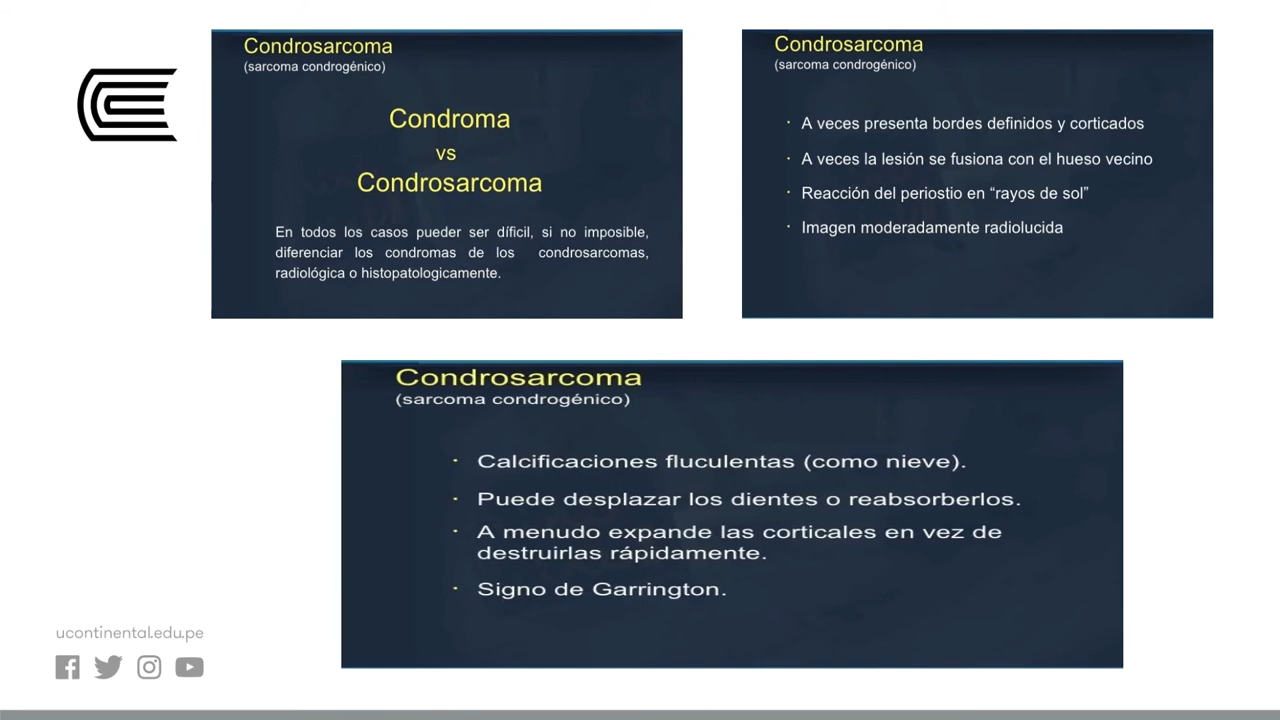 Condrosarcoma
(sarcoma condrogénico)
Condroma
vs
Condrosarcoma
En todos los casos pueder ser díficil, si no imposible,
diferenciar los condromas de los condrosarcomas,
radiológica o histopatologicamente.
Condrosarcoma
(sarcoma condrogénico)
· A veces presenta bordes definidos y corticados
· A veces la lesión se fusiona con el hueso vecino
· Reacción del periostio en “rayos de sol”
· Imagen moderadamente radiolucida
Condrosarcoma
(sarcoma condrogénico)
· Calcificaciones fluculentas (como nieve).
· Puede desplazar los dientes o reabsorberlos.
· A menudo expande las corticales en vez de
destruirlas rápidamente.
· Signo de Garrington.
ucontinental.edu.pe